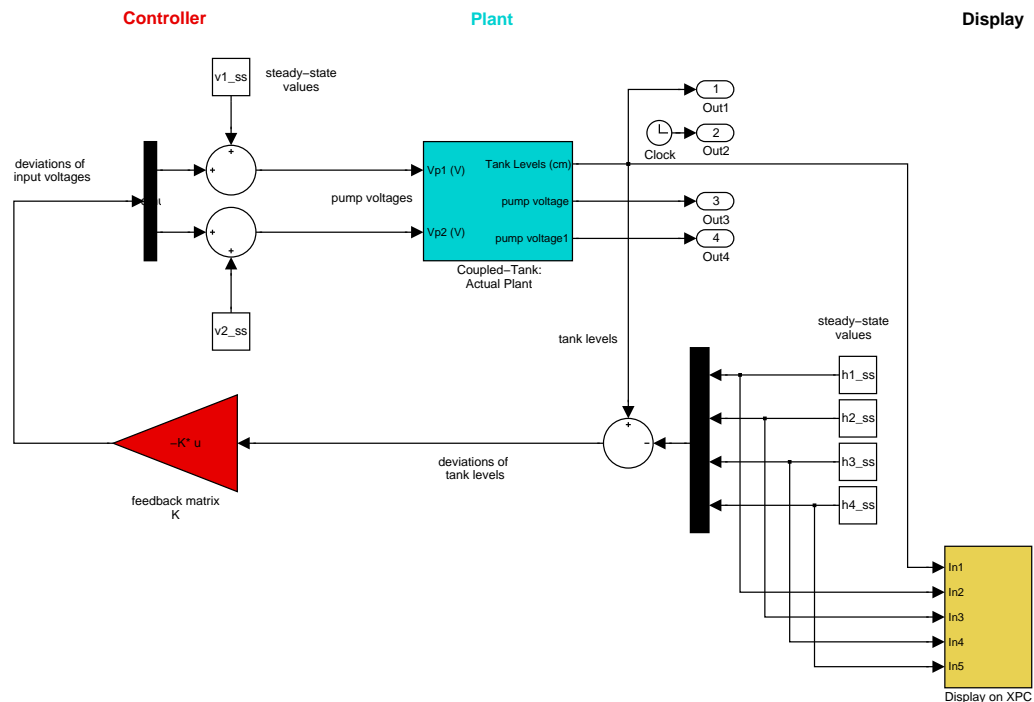 Controller
Plant
Display
v1_ss
steady−state
values
1
Out1
2
Clock
Out2
deviations of
input voltages
+
+
Vp1 (V)
Tank Levels (cm)
pump voltages
pump voltage
3
Out3
+
+
Vp2 (V)
pump voltage1
4
Out4
Coupled−Tank:
Actual Plant
v2_ss
tank levels
steady−state
values
h1_ss
h2_ss
h3_ss
h4_ss
+
−
−K* u
deviations of
tank levels
feedback matrix
K
In1
In2
In3
In4
In5
Display on XPC